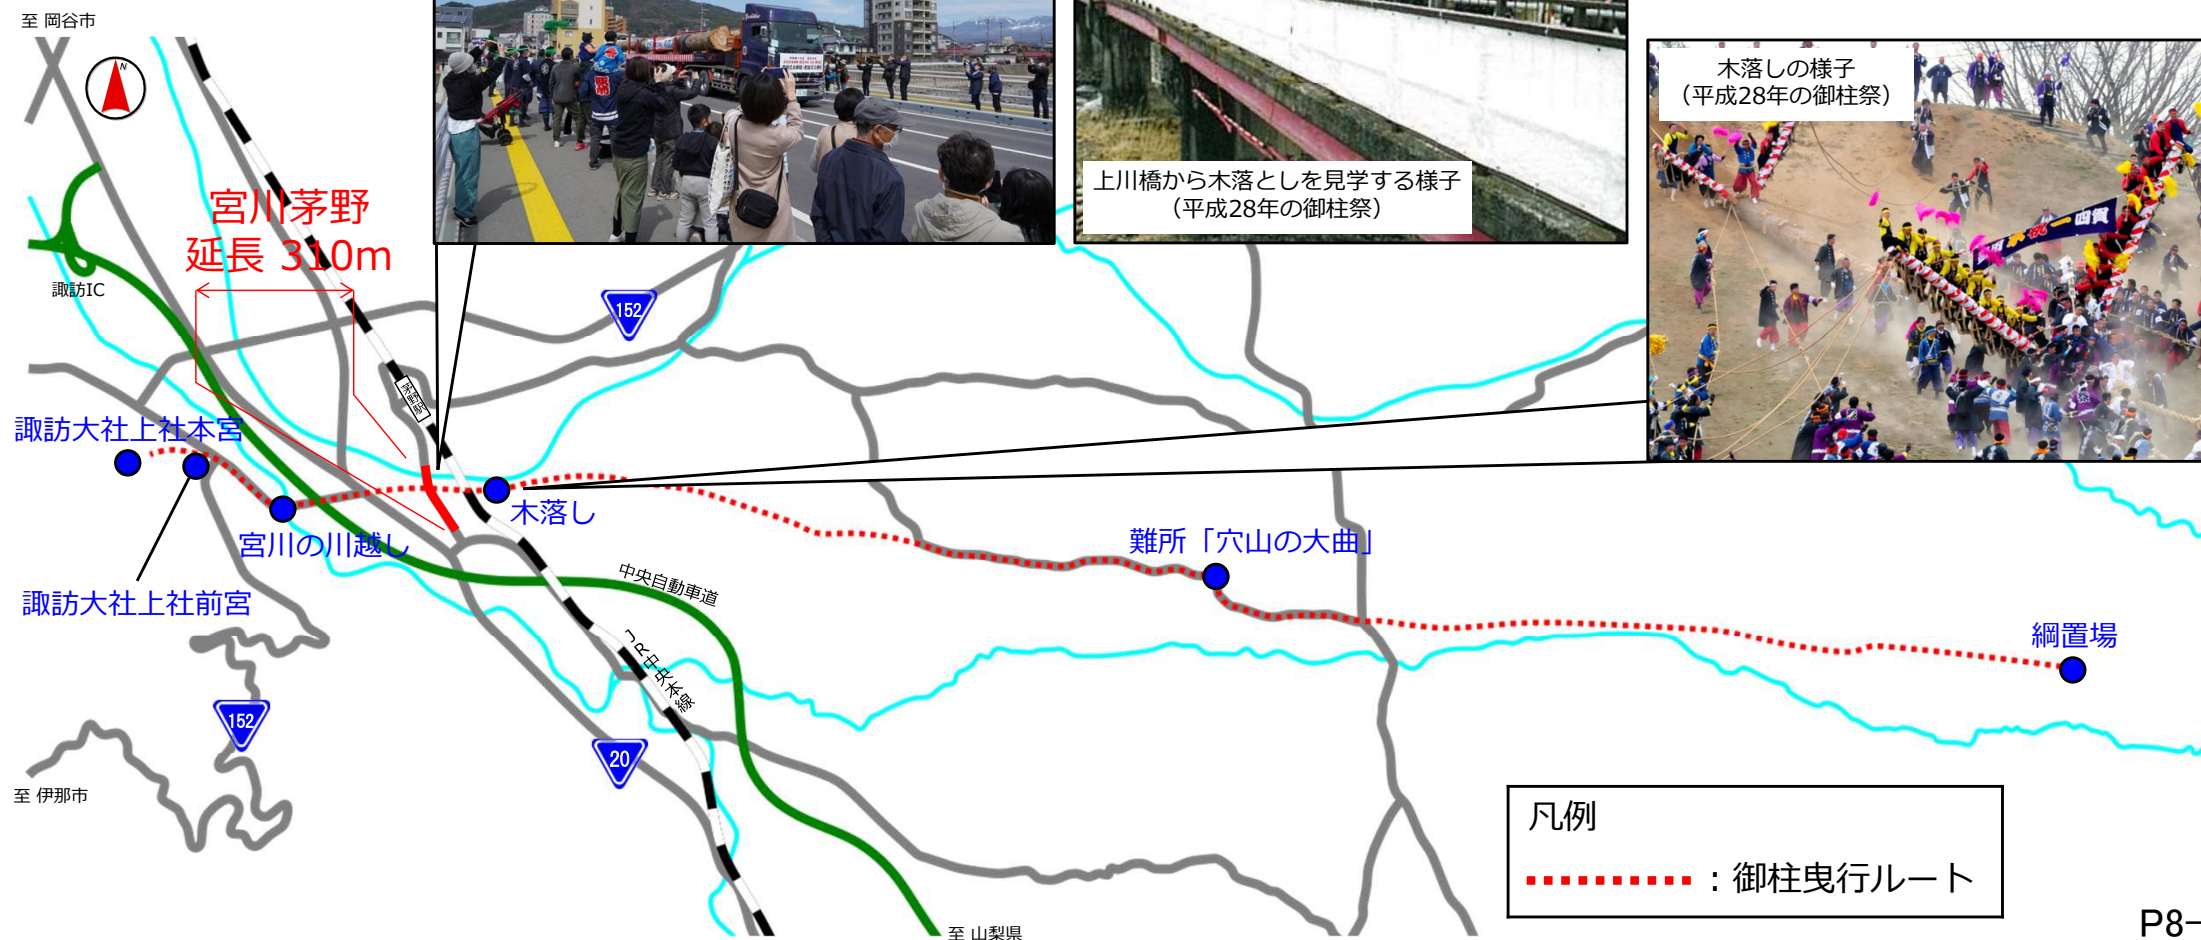 至 岡谷市
N
宮川茅野
延長 310m
諏訪IC
上川橋から木落としを見学する様子
（平成28年の御柱祭）
木落しの様子
（平成28年の御柱祭）
152
茅野駅
諏訪大社上社本宮
木落し
宮川の川越し
難所「穴山の大曲」
中央自動車道
諏訪大社上社前宮
JR中央本線
綱置場
152
20
至 伊那市
凡例
：御柱曳行ルート
至 山梨県
P8−